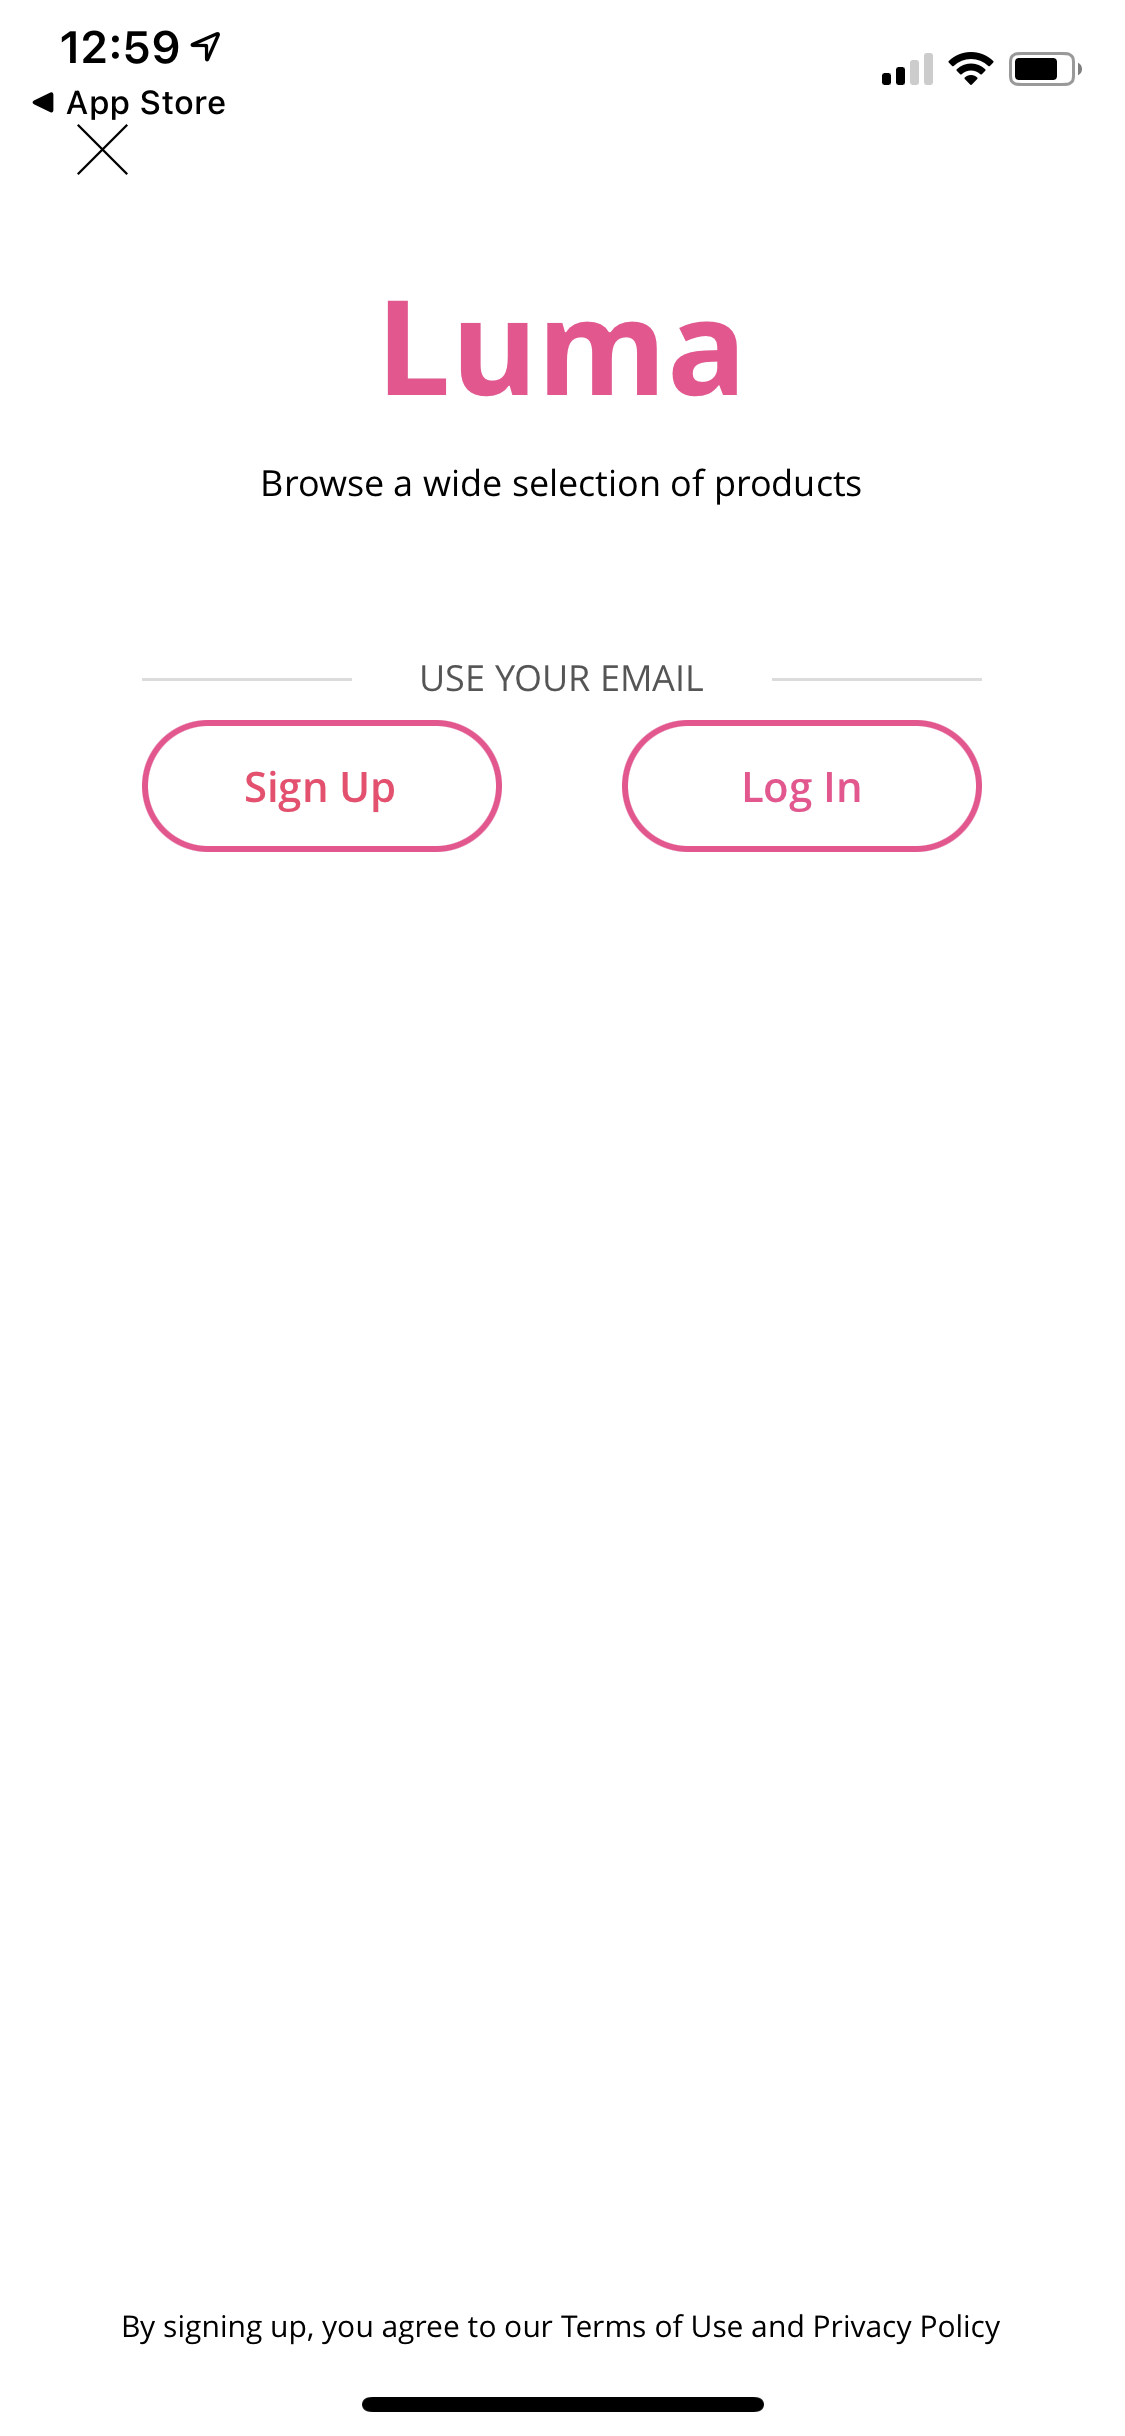 12:59
App Store
Luma
Browse a wide selection of products
USE YOUR EMAIL
Sign Up
Log In
By signing up, you agree to our Terms of Use and Privacy Policy